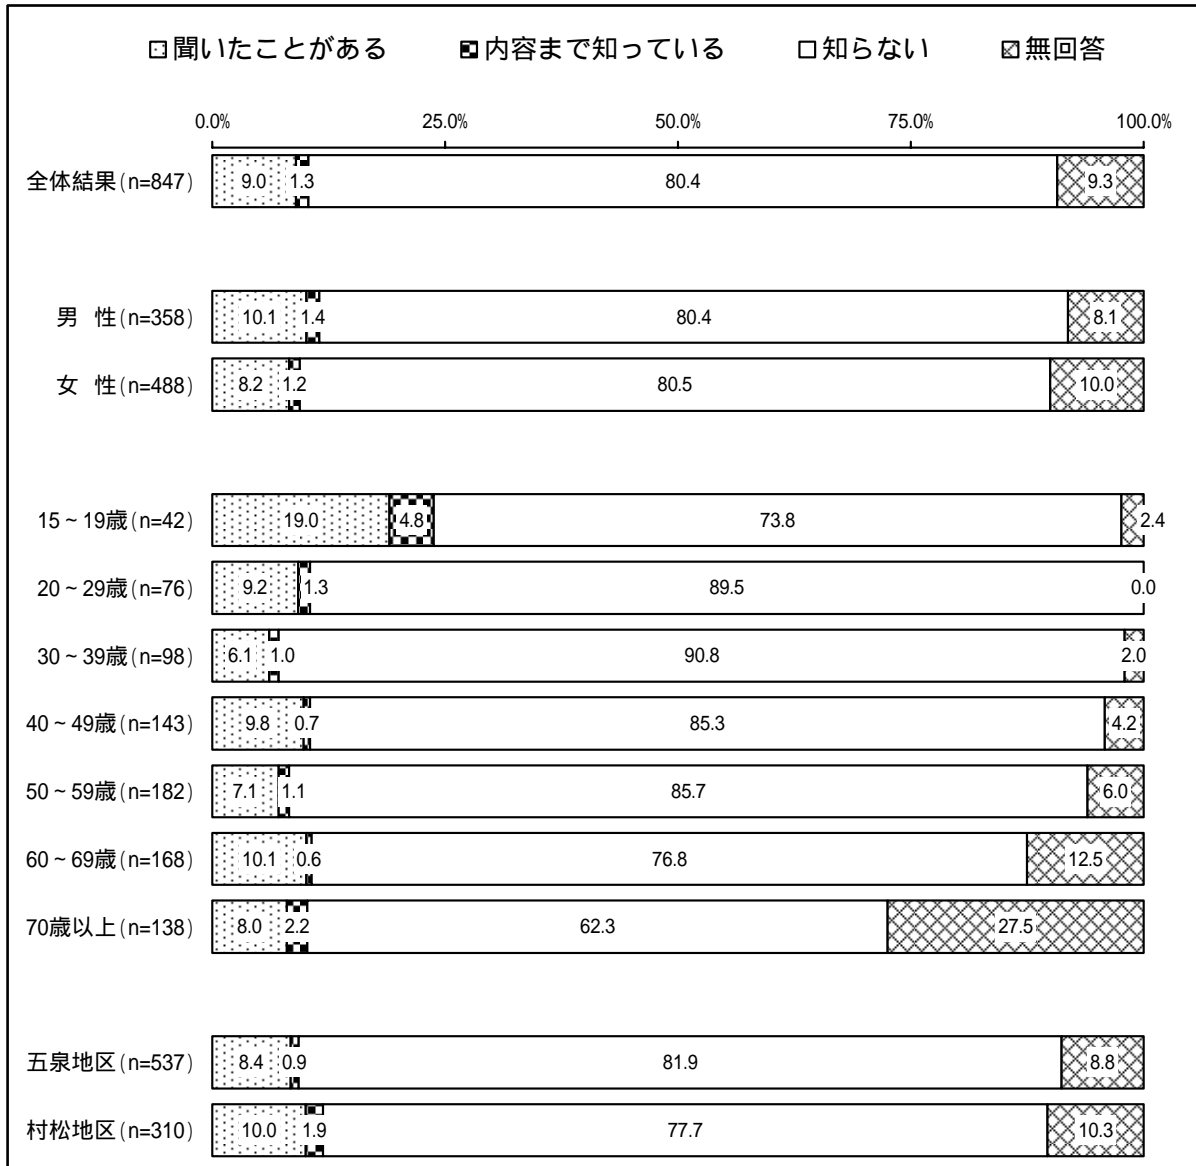 聞いたことがある 内容まで知っている 知らない 無回答
0.0% 25.0% 50.0% 75.0% 100.0%
全体結果(n=847) 9.0 1.3 80.4 9.3
男 性(n=358) 10.1 1.4 80.4 8.1
女 性(n=488) 8.2 1.2 80.5 10.0
15~19歳(n=42) 19.0 4.8 73.8 2.4
20~29歳(n=76) 9.2 1.3 89.5 0.0
30~39歳(n=98) 6.1 1.0 90.8 2.0
40~49歳(n=143) 9.8 0.7 85.3 4.2
50~59歳(n=182) 7.1 1.1 85.7 6.0
60~69歳(n=168) 10.1 0.6 76.8 12.5
70歳以上(n=138) 8.0 2.2 62.3 27.5
五泉地区(n=537) 8.4 0.9 81.9 8.8
村松地区(n=310) 10.0 1.9 77.7 10.3